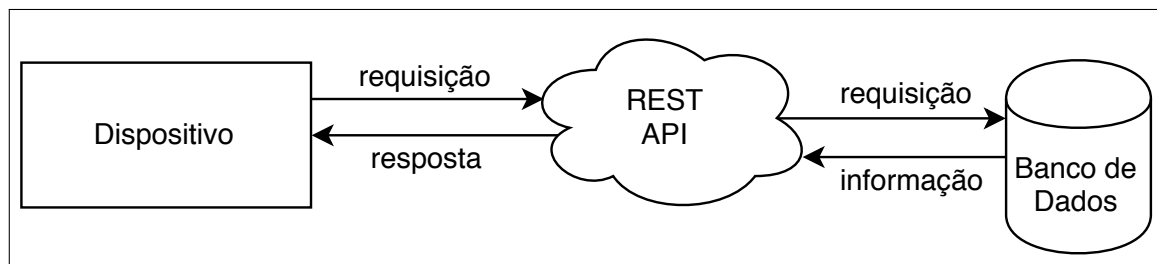 Dispositivo
requisição
resposta
REST
API
requisição
informação
Banco de
Dados